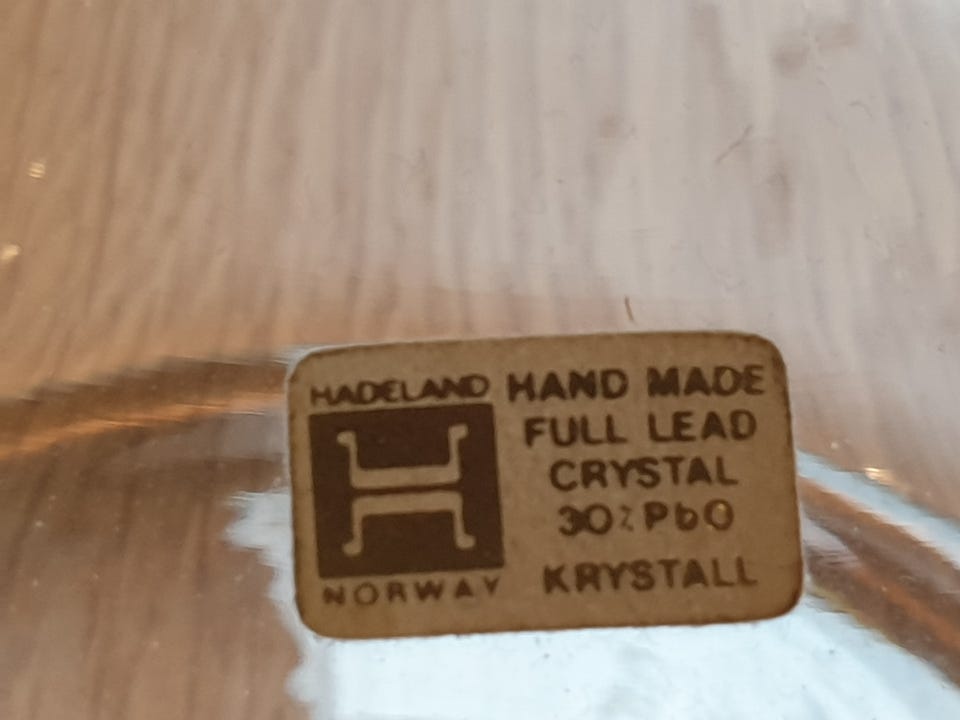 HADELAND
NORWAY
HAND MADE
FULL LEAD
CRYSTAL
30% PbO
KRYSTALL